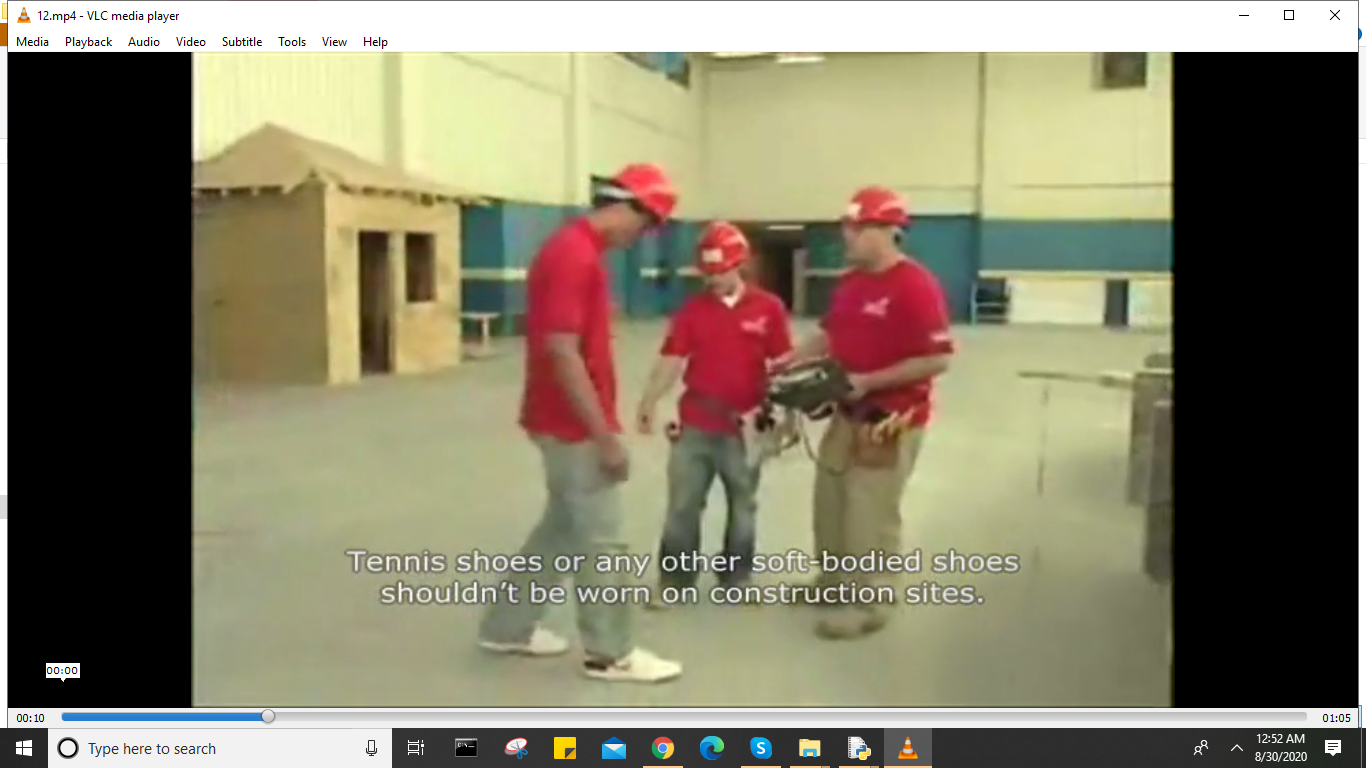 12.mp4 - VLC media player
Media Playback Audio Video Subtitle Tools View Help
Tennis shoes or any other soft-bodied shoes
shouldn't be worn on construction sites.
00:00
00:10
01:05
Type here to search
12:52 AM
8/30/2020